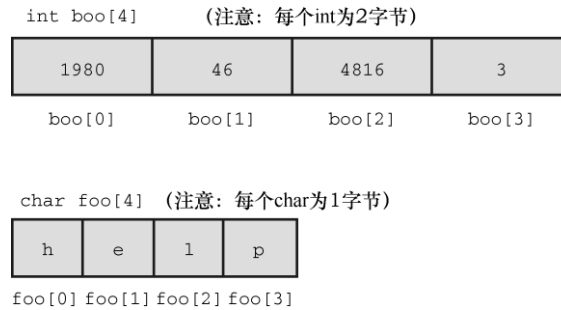 int boo[4] (注意：每个int为2字节)
1980 46 4816 3
boo[0] boo[1] boo[2] boo[3]
char foo[4] (注意：每个char为1字节)
h e l p
foo[0] foo[1] foo[2] foo[3]